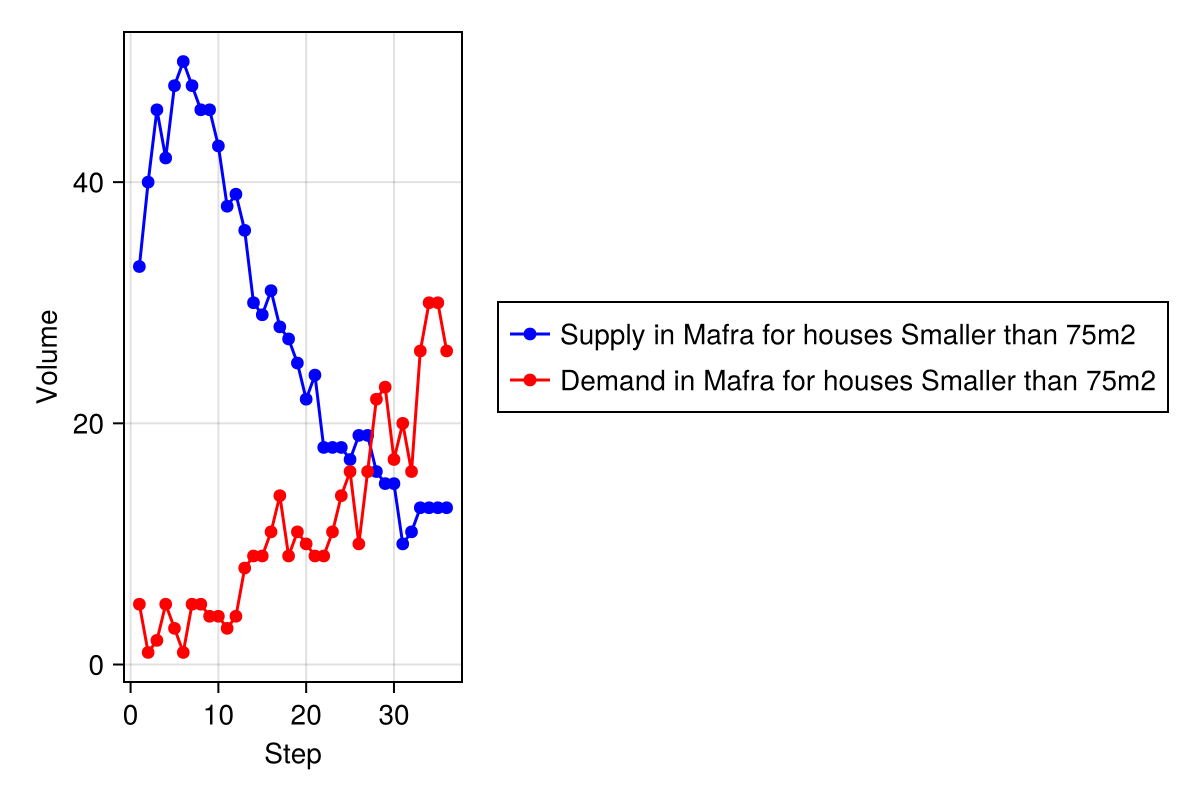 Volume
40
20
0
0 10 20 30
Step
Supply in Mafra for houses Smaller than 75m2
Demand in Mafra for houses Smaller than 75m2